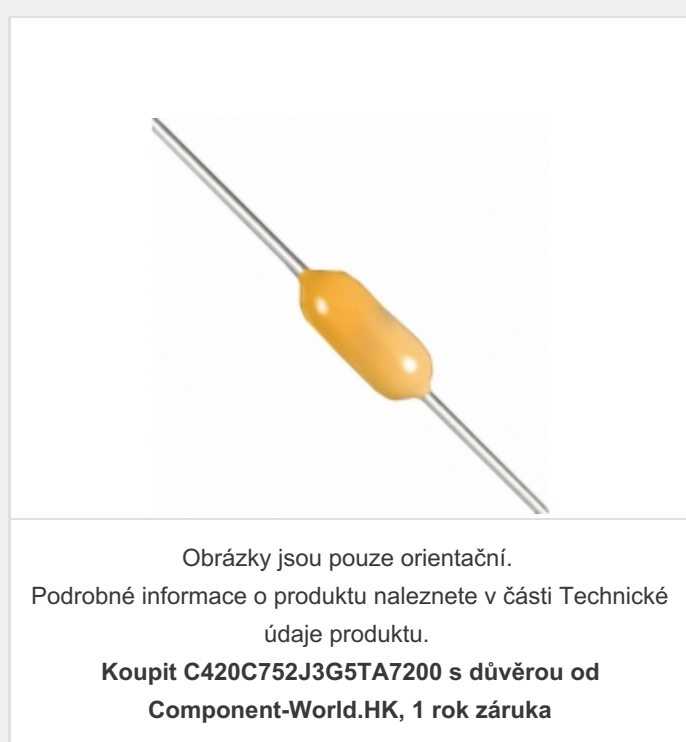 Obrázky jsou pouze orientační.
Podrobné informace o produktu naleznete v části Technické
údaje produktu.
Koupit C420C752J3G5TA7200 s důvěrou od
Component-World.HK, 1 rok záruka